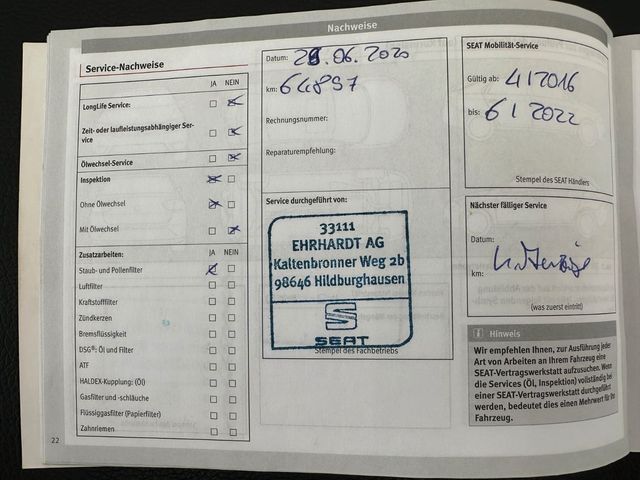 Nachweise
Service-Nachweise
JA NEIN
LongLife Service:
Zeit- oder laufleistungsabhängiger Ser-
vice
Ölwechsel-Service
Inspektion
Ohne Ölwechsel
Mit Ölwechsel
Zusatzarbeiten: JA NEIN
Staub- und Pollenfilter
Luftfilter
Kraftstofffilter
Zündkerzen
Bremsflüssigkeit
DSG®: Öl und Filter
ATF
HALDEX-Kupplung: (Öl)
Gasfilter und -schläuche
Flüssiggasfilter (Papierfilter)
Zahnriemen
22
Datum: 25.06.2020
km: 64897
Rechnungsnummer:
Reparaturempfehlung:
Service durchgeführt von:
33111
EHRHARDT AG
Kaltenbronner Weg 2b
98646 Hildburghausen
SEAT
Stempel des Fachbetriebs
SEAT Mobilität-Service
Gültig ab: 4/2016
bis: 6/2022
Stempel des SEAT Händlers
Nächster fälliger Service
Datum:
km:
(was zuerst eintritt)
i Hinweis
Wir empfehlen Ihnen, zur Ausführung jeder
Art von Arbeiten an Ihrem Fahrzeug eine
SEAT-Vertragswerkstatt aufzusuchen. Wenn
die Services (Öl, Inspektion) vollständig bei
einer SEAT-Vertragswerkstatt durchgeführt
werden, bedeutet dies einen Mehrwert für Ihr
Fahrzeug.